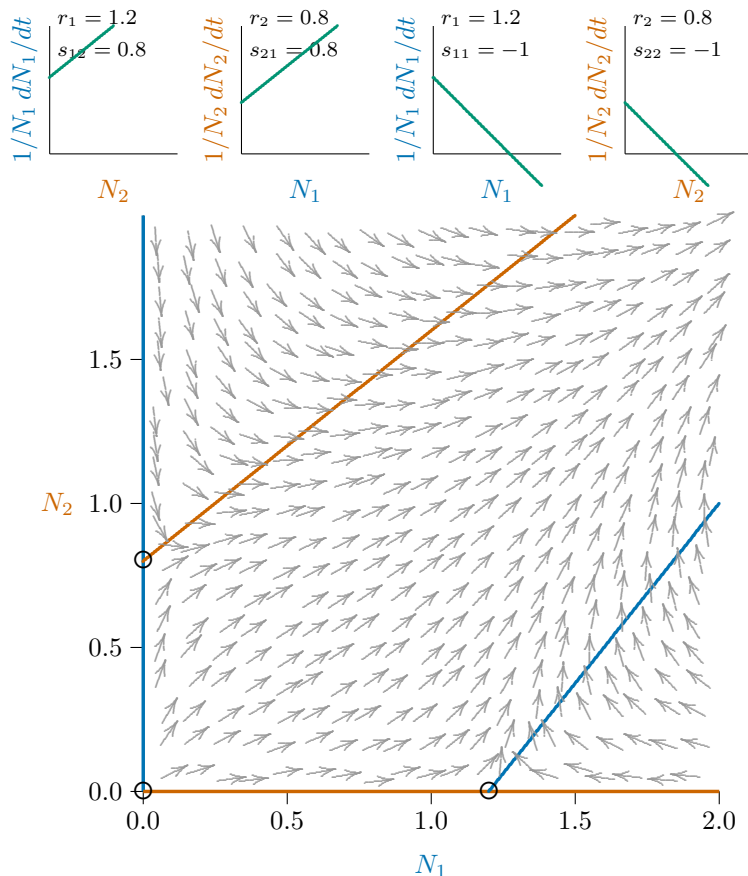 1/N₁ dN₁/dt
r₁ = 1.2
s₁₂ = 0.8
N₂
1/N₂ dN₂/dt
r₂ = 0.8
s₂₁ = 0.8
N₁
1/N₁ dN₁/dt
r₁ = 1.2
s₁₁ = −1
N₁
1/N₂ dN₂/dt
r₂ = 0.8
s₂₂ = −1
N₂
N₂
1.5
1.0
0.5
0.0
0.0 0.5 1.0 1.5 2.0
N₁